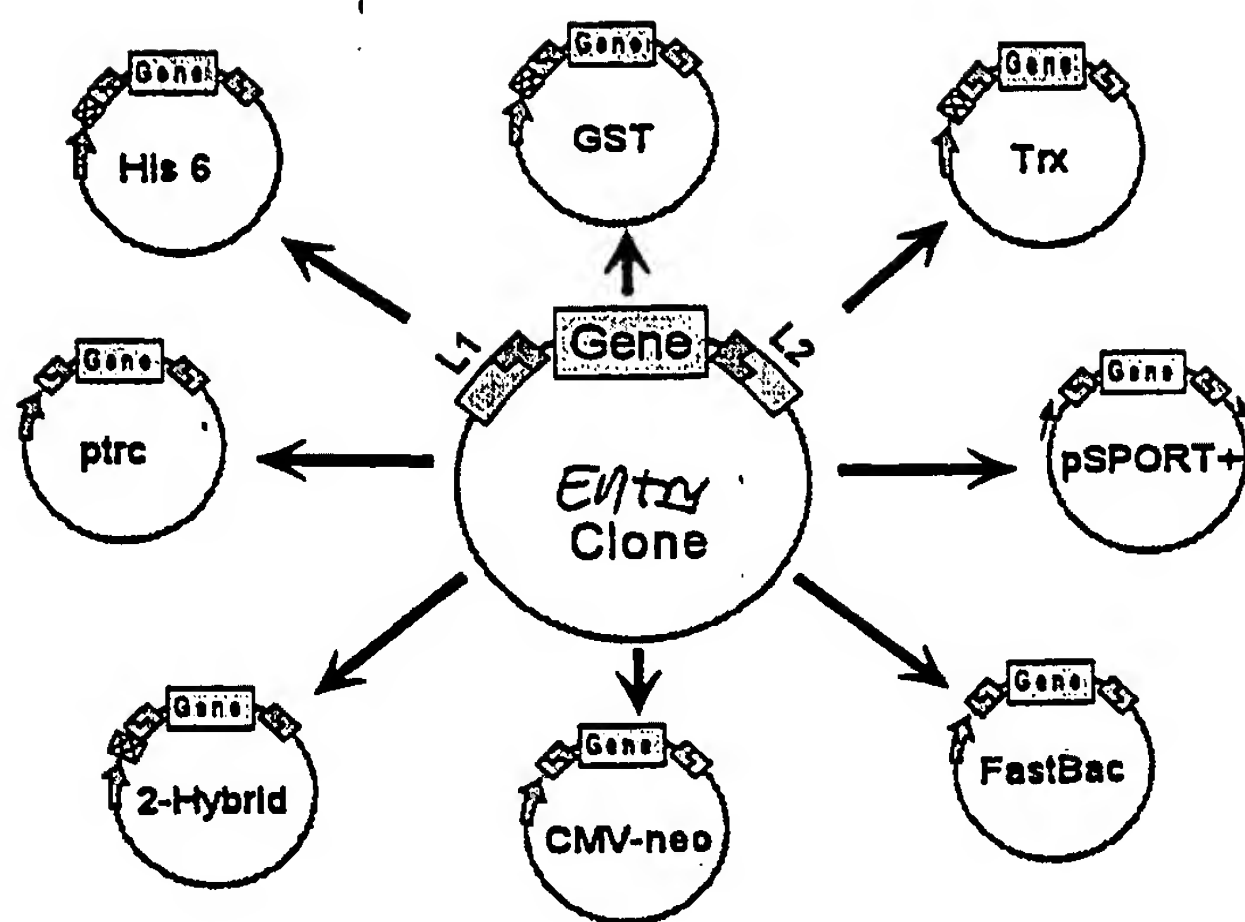 Gene
His 6
Gene
GST
Gene
Trx
L1
Gene
L2
Entry
Clone
Gene
ptrc
Gene
pSPORT+
Gene
2-Hybrid
Gene
CMV-neo
Gene
FastBac